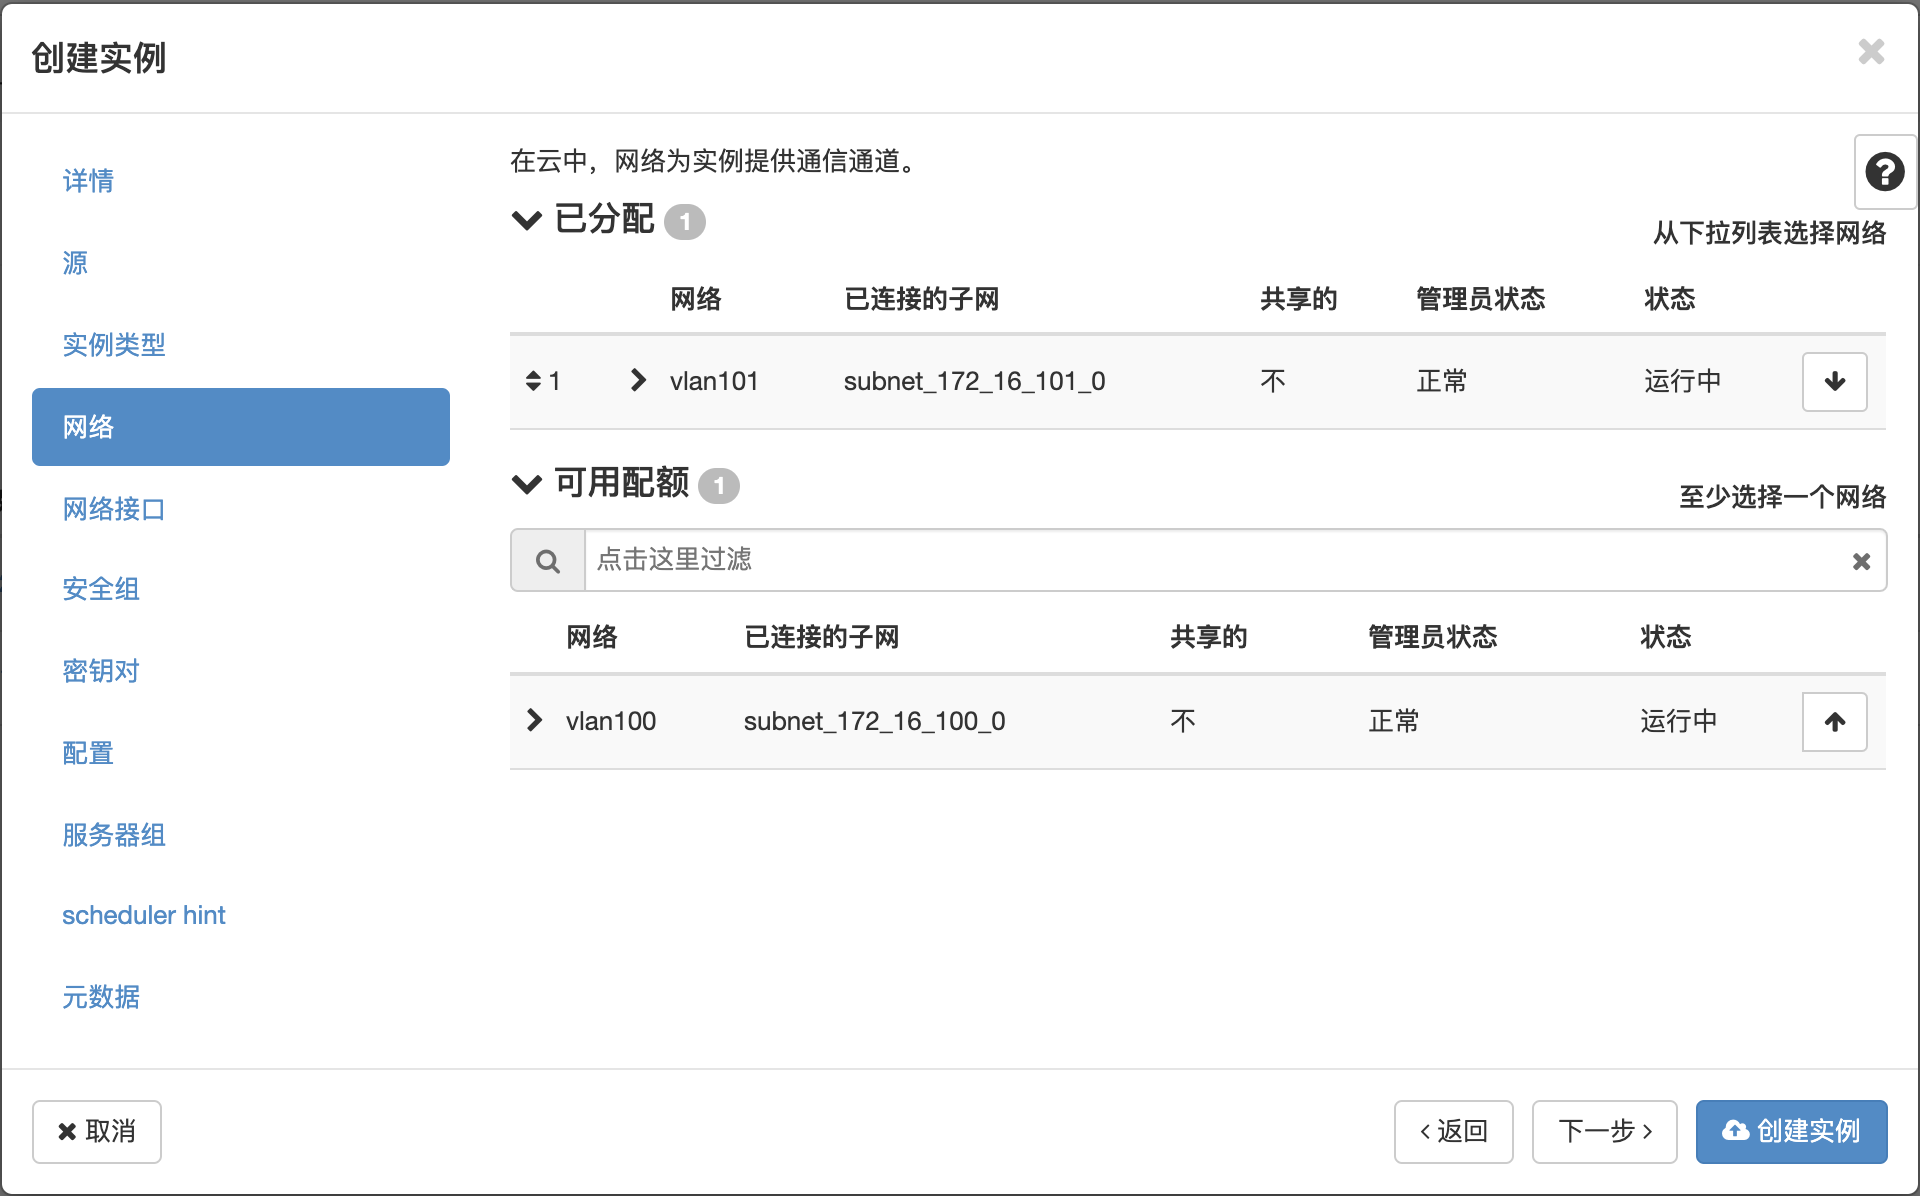 创建实例
详情
源
实例类型
网络
网络接口
安全组
密钥对
配置
服务器组
scheduler hint
元数据
在云中，网络为实例提供通信通道。
已分配 1
从下拉列表选择网络
网络 已连接的子网 共享的 管理员状态 状态
1 vlan101 subnet_172_16_101_0 不 正常 运行中
可用配额 1
至少选择一个网络
点击这里过滤
网络 已连接的子网 共享的 管理员状态 状态
vlan100 subnet_172_16_100_0 不 正常 运行中
取消
返回
下一步
创建实例